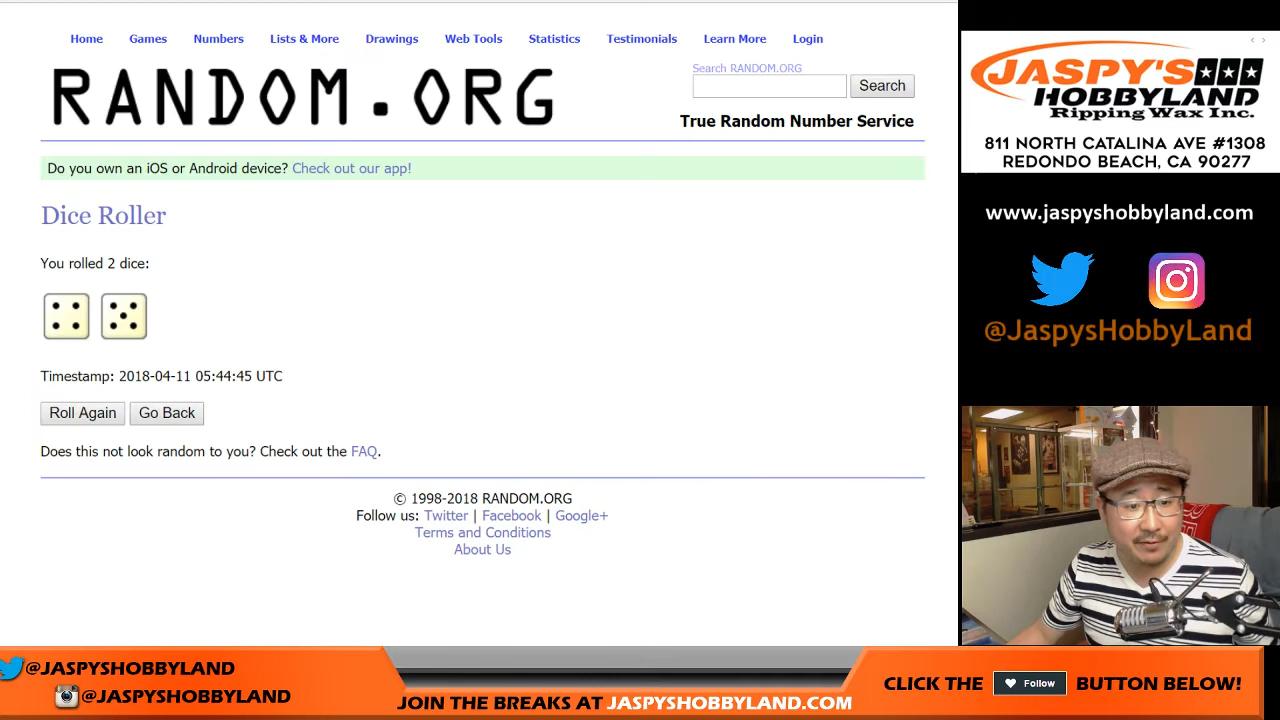 Home Games Numbers Lists & More Drawings Web Tools Statistics Testimonials Learn More Login
RANDOM.ORG
Search RANDOM.ORG
Search
True Random Number Service
Do you own an iOS or Android device? Check out our app!
Dice Roller
You rolled 2 dice:
Timestamp: 2018-04-11 05:44:45 UTC
Roll Again Go Back
Does this not look random to you? Check out the FAQ.
© 1998-2018 RANDOM.ORG
Follow us: Twitter | Facebook | Google+
Terms and Conditions
About Us
JASPY'S
HOBBYLAND
Ripping Wax Inc.
811 NORTH CATALINA AVE #1308
REDONDO BEACH, CA 90277
www.jaspyshobbyland.com
@JaspysHobbyLand
@JASPYSHOBBYLAND
@JASPYSHOBBYLAND
JOIN THE BREAKS AT JASPYSHOBBYLAND.COM
CLICK THE Follow BUTTON BELOW!